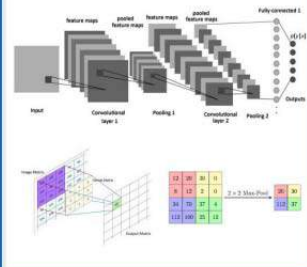 feature maps
pooled
feature maps
feature maps
pooled
feature maps
Fully-connected 1
Input
Convolutional
layer 1
Pooling 1
Convolutional
layer 2
Pooling 2
Outputs
Image Matrix
Output Matrix
12 20 30 0
8 12 2 0
34 70 37 4
112 100 25 12
2 × 2 Max-Pool
20 30
112 37